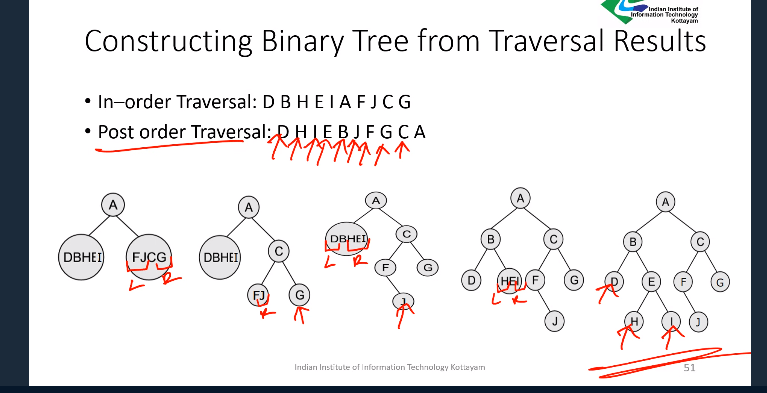 Indian Institute of
Information Technology
Kottayam
Constructing Binary Tree from Traversal Results
• In–order Traversal: D B H E I A F J C G
• Post order Traversal: D H I E B J F G C A
A
DBHEI
FJCG
L
R
A
DBHEI
C
FJ
G
R
A
DBHEI
C
L
R
F
G
J
A
B
C
D
HEI
F
G
L
R
J
A
B
C
D
E
F
G
H
I
J
Indian Institute of Information Technology Kottayam
51